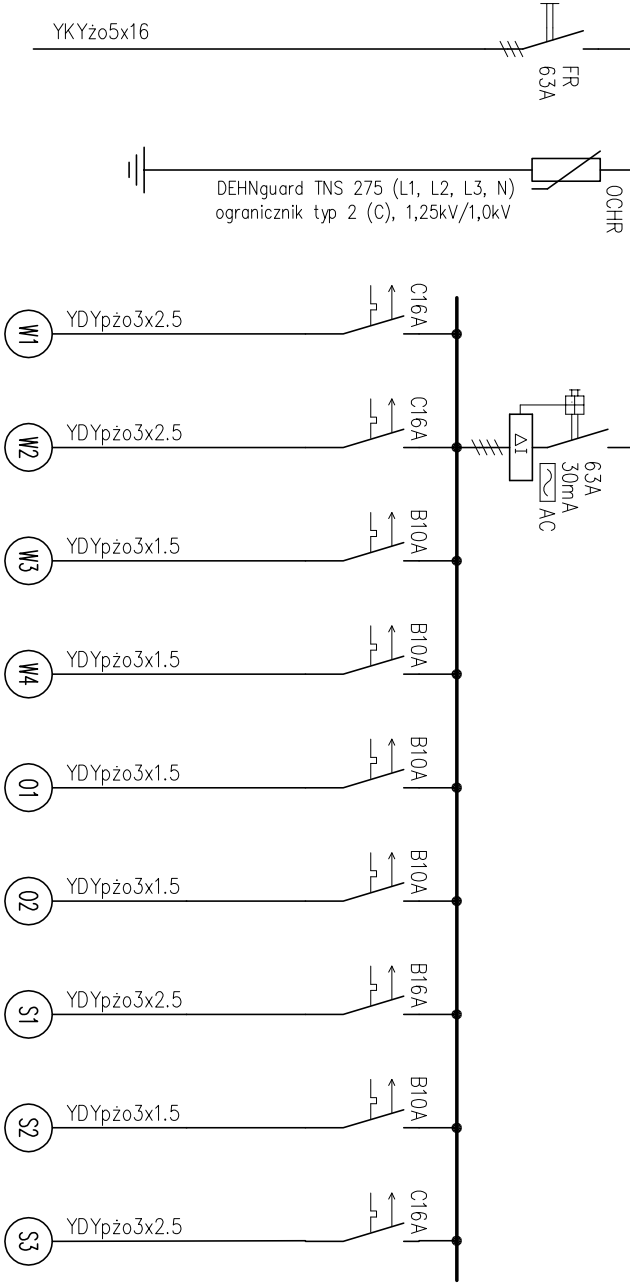 YKYżo5x16
FR
63A
DEHNguard TNS 275 (L1, L2, L3, N)
ogranicznik typ 2 (C), 1,25kV/1,0kV
OCHR
W1
YDYpżo3x2.5
C16A
W2
YDYpżo3x2.5
C16A
ΔI
63A
30mA
AC
W3
YDYpżo3x1.5
B10A
W4
YDYpżo3x1.5
B10A
O1
YDYpżo3x1.5
B10A
O2
YDYpżo3x1.5
B10A
S1
YDYpżo3x2.5
B16A
S2
YDYpżo3x1.5
B10A
S3
YDYpżo3x2.5
C16A